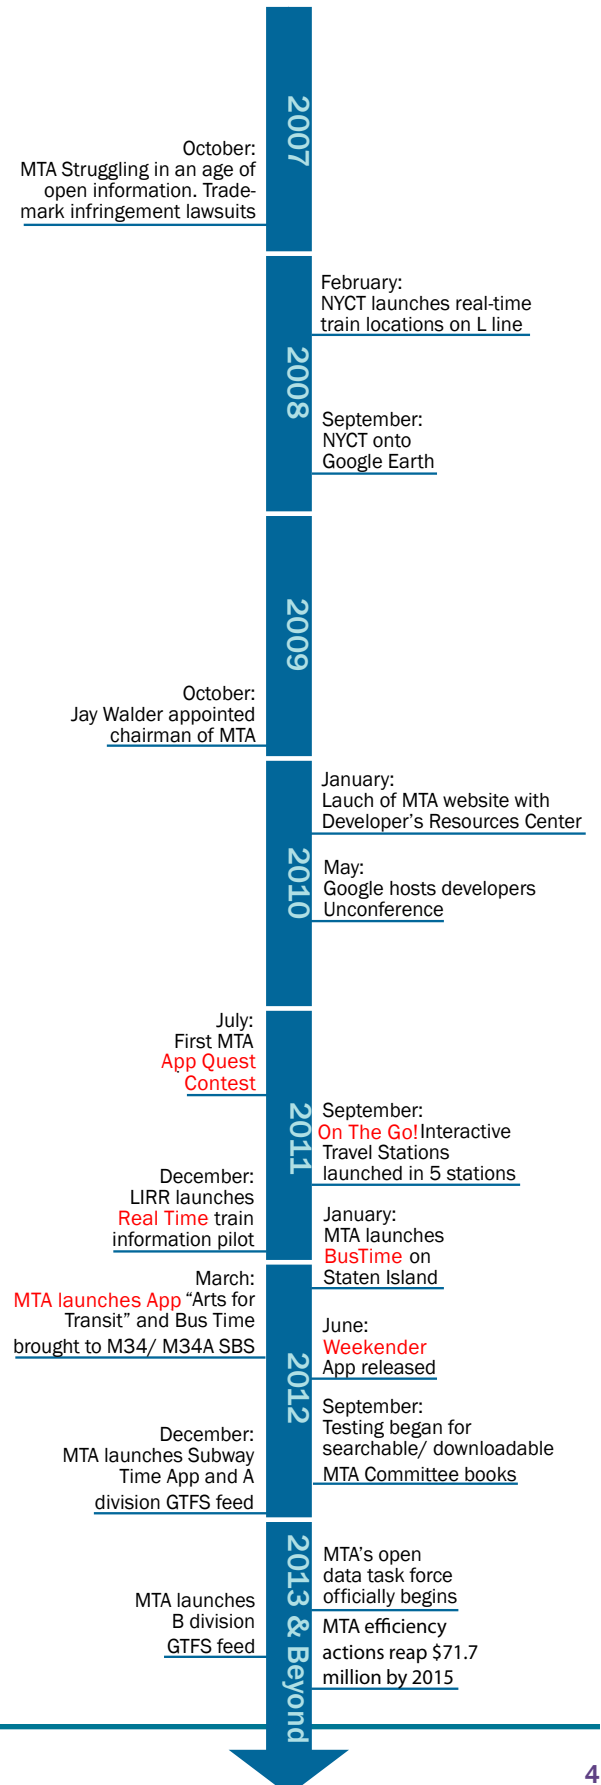 2007
October:
MTA Struggling in an age of
open information. Trade-
mark infringement lawsuits
2008
February:
NYCT launches real-time
train locations on L line
September:
NYCT onto
Google Earth
2009
October:
Jay Walder appointed
chairman of MTA
2010
January:
Lauch of MTA website with
Developer's Resources Center
May:
Google hosts developers
Unconference
2011
July:
First MTA
App Quest
Contest
September:
On The Go! Interactive
Travel Stations
launched in 5 stations
December:
LIRR launches
Real Time train
information pilot
January:
MTA launches
BusTime on
Staten Island
2012
March:
MTA launches App “Arts for
Transit” and Bus Time
brought to M34/ M34A SBS
June:
Weekender
App released
September:
Testing began for
searchable/ downloadable
MTA Committee books
December:
MTA launches Subway
Time App and A
division GTFS feed
2013 & Beyond
MTA’s open
data task force
officially begins
MTA launches
B division
GTFS feed
MTA efficiency
actions reap $71.7
million by 2015
4